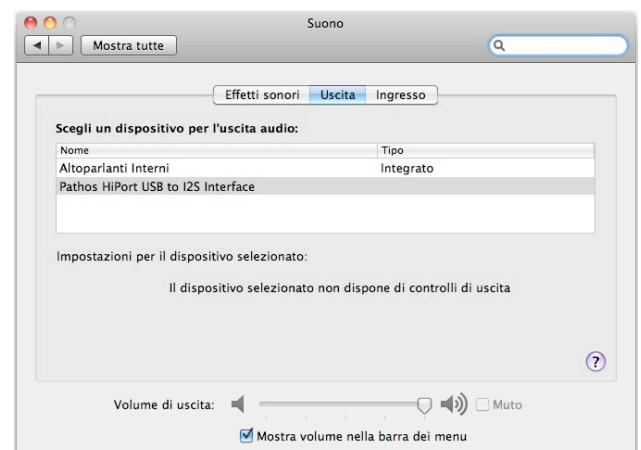 Suono
Mostra tutte
Effetti sonori Uscita Ingresso
Scegli un dispositivo per l'uscita audio:
Nome Tipo
Altoparlanti Interni Integrato
Pathos HiPort USB to I2S Interface
Impostazioni per il dispositivo selezionato:
Il dispositivo selezionato non dispone di controlli di uscita
?
Volume di uscita: Muto
Mostra volume nella barra dei menu